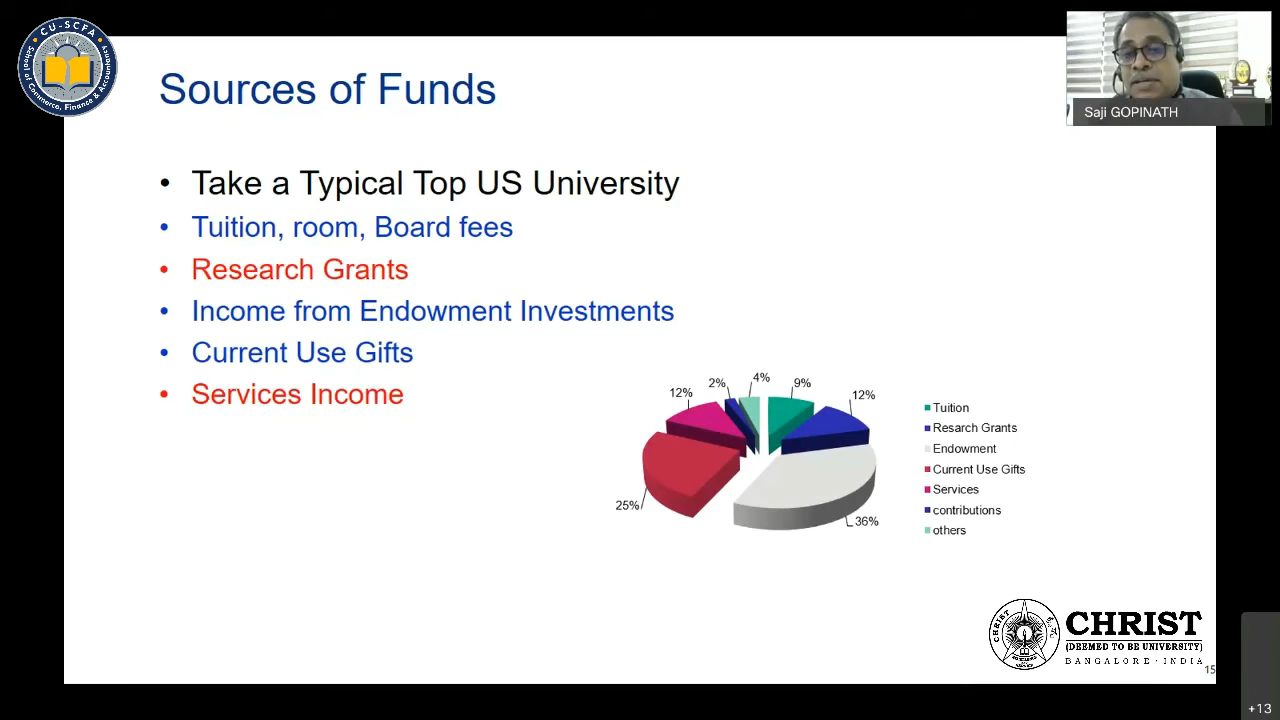 CU-SCFA
School of Commerce, Finance & Accountancy
Saji GOPINATH
Sources of Funds
• Take a Typical Top US University
• Tuition, room, Board fees
• Research Grants
• Income from Endowment Investments
• Current Use Gifts
• Services Income
12%
2%
4%
9%
12%
25%
36%
Tuition
Resarch Grants
Endowment
Current Use Gifts
Services
contributions
others
CHRIST
CHRIST
(DEEMED TO BE UNIVERSITY)
BANGALORE · INDIA
15
+13